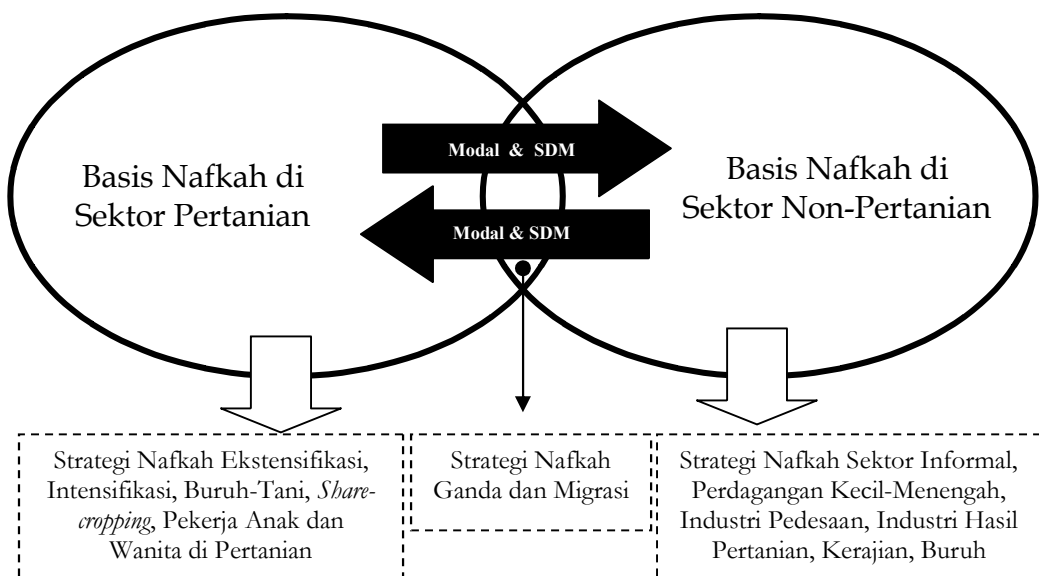 Basis Nafkah di
Sektor Pertanian
Modal & SDM
Modal & SDM
Basis Nafkah di
Sektor Non-Pertanian
Strategi Nafkah Ekstensifikasi,
Intensifikasi, Buruh-Tani, Share-
cropping, Pekerja Anak dan
Wanita di Pertanian
Strategi Nafkah
Ganda dan Migrasi
Strategi Nafkah Sektor Informal,
Perdagangan Kecil-Menengah,
Industri Pedesaan, Industri Hasil
Pertanian, Kerajian, Buruh